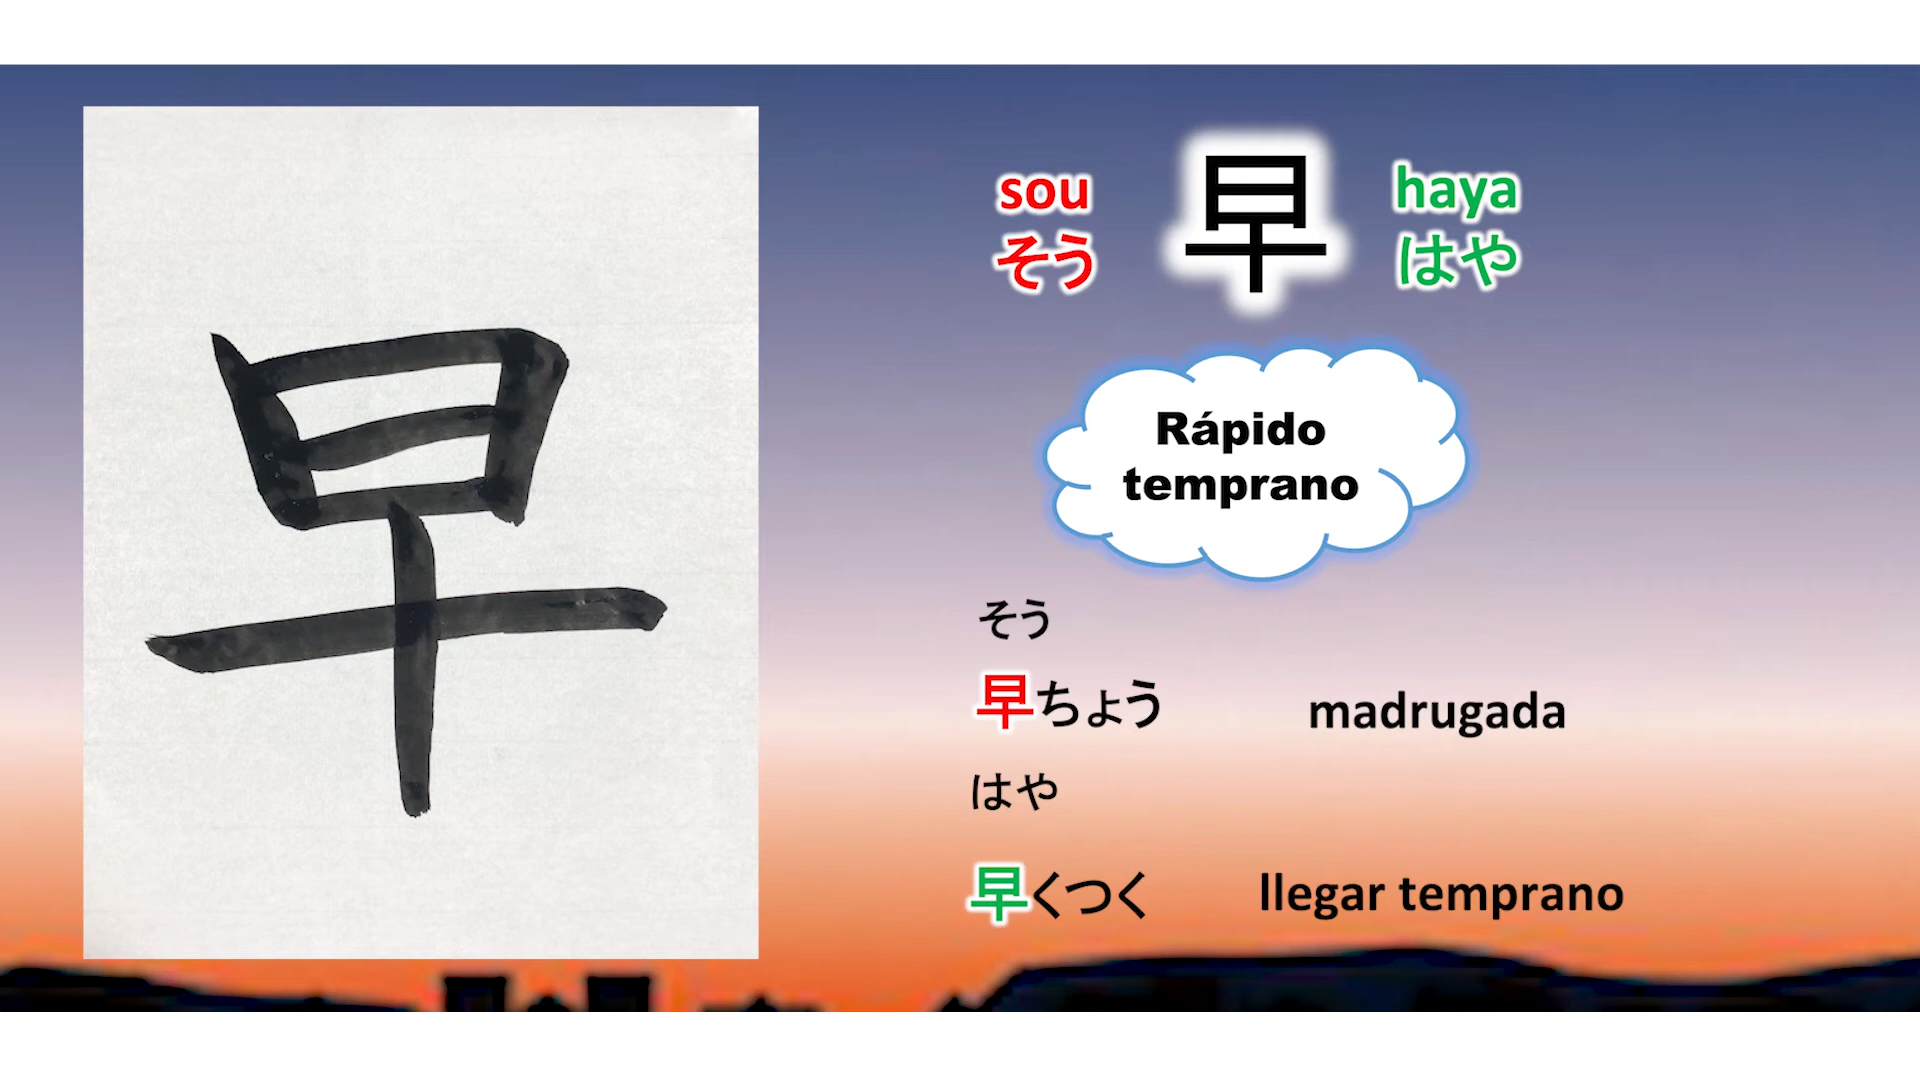 早
sou
そう
早
haya
はや
Rápido
temprano
そう
早ちょう madrugada
はや
早くつく llegar temprano